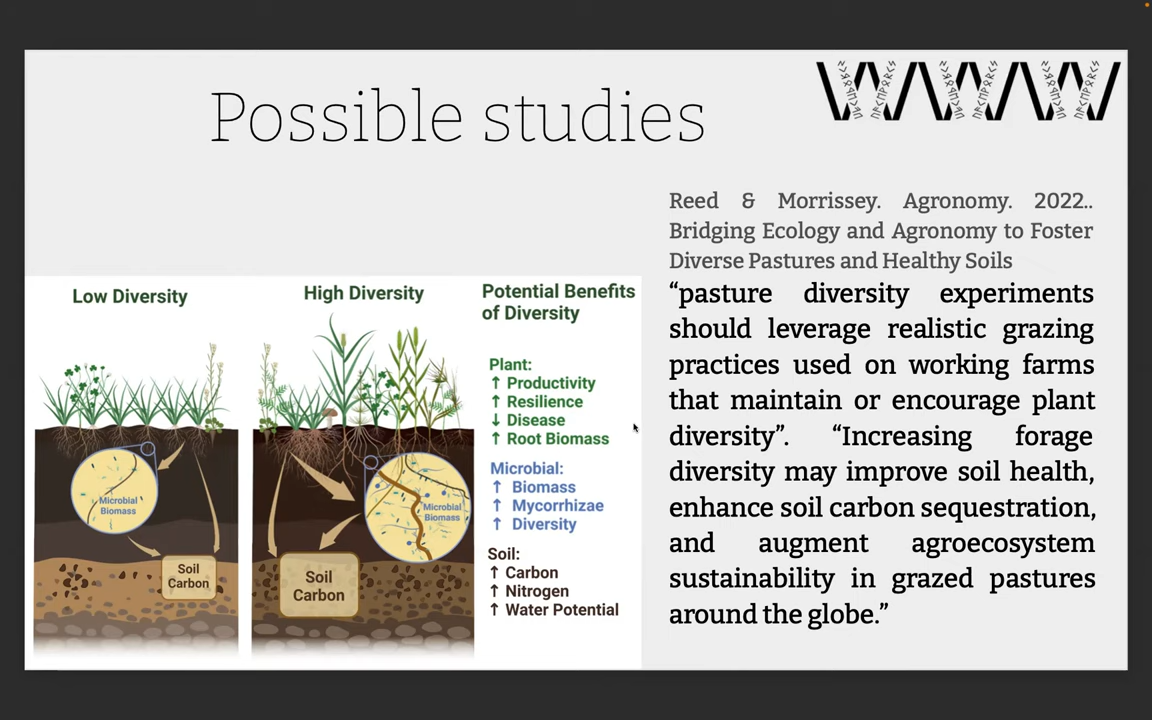 Possible studies
Reed & Morrissey. Agronomy. 2022..
Bridging Ecology and Agronomy to Foster
Diverse Pastures and Healthy Soils
“pasture diversity experiments
should leverage realistic grazing
practices used on working farms
that maintain or encourage plant
diversity”. “Increasing forage
diversity may improve soil health,
enhance soil carbon sequestration,
and augment agroecosystem
sustainability in grazed pastures
around the globe.”
Low Diversity
Microbial
Biomass
Soil
Carbon
High Diversity
Microbial
Biomass
Soil
Carbon
Potential Benefits
of Diversity
Plant:
↑ Productivity
↑ Resilience
↓ Disease
↑ Root Biomass
Microbial:
↑ Biomass
↑ Mycorrhizae
↑ Diversity
Soil:
↑ Carbon
↑ Nitrogen
↑ Water Potential